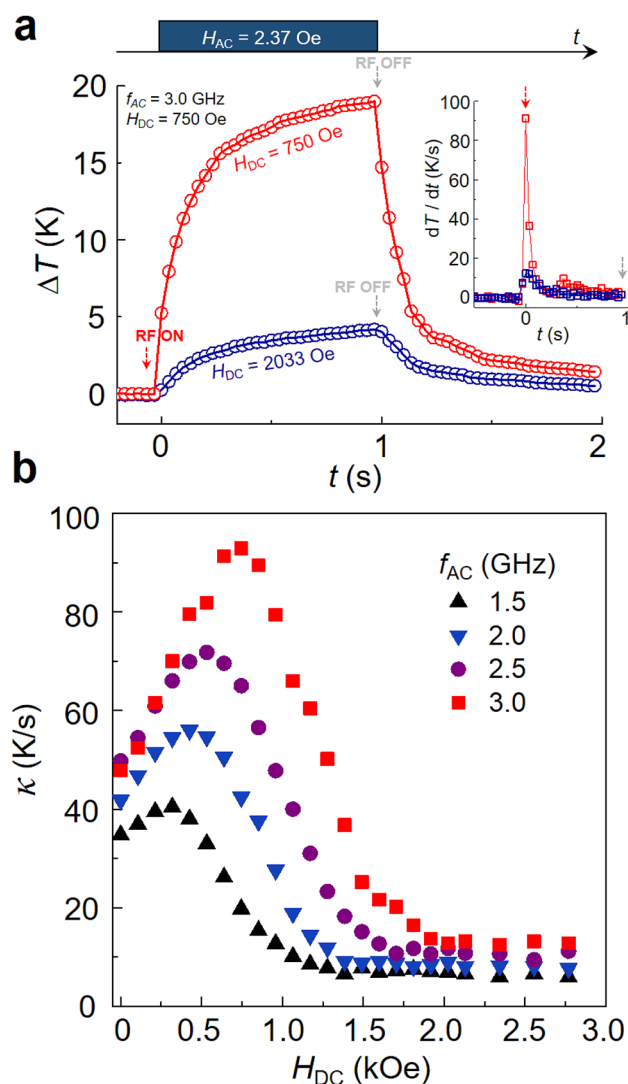 a
H_AC = 2.37 Oe
t
RF OFF
20
15
10
5
0
ΔT (K)
f_AC = 3.0 GHz
H_DC = 750 Oe
H_DC = 750 Oe
RF OFF
RF ON
H_DC = 2033 Oe
0
1
2
t (s)
100
80
60
40
20
0
dT / dt (K/s)
0
1
t (s)
b
100
80
60
40
20
0
κ (K/s)
f_AC (GHz)
1.5
2.0
2.5
3.0
0
0.5
1.0
1.5
2.0
2.5
3.0
H_DC (kOe)